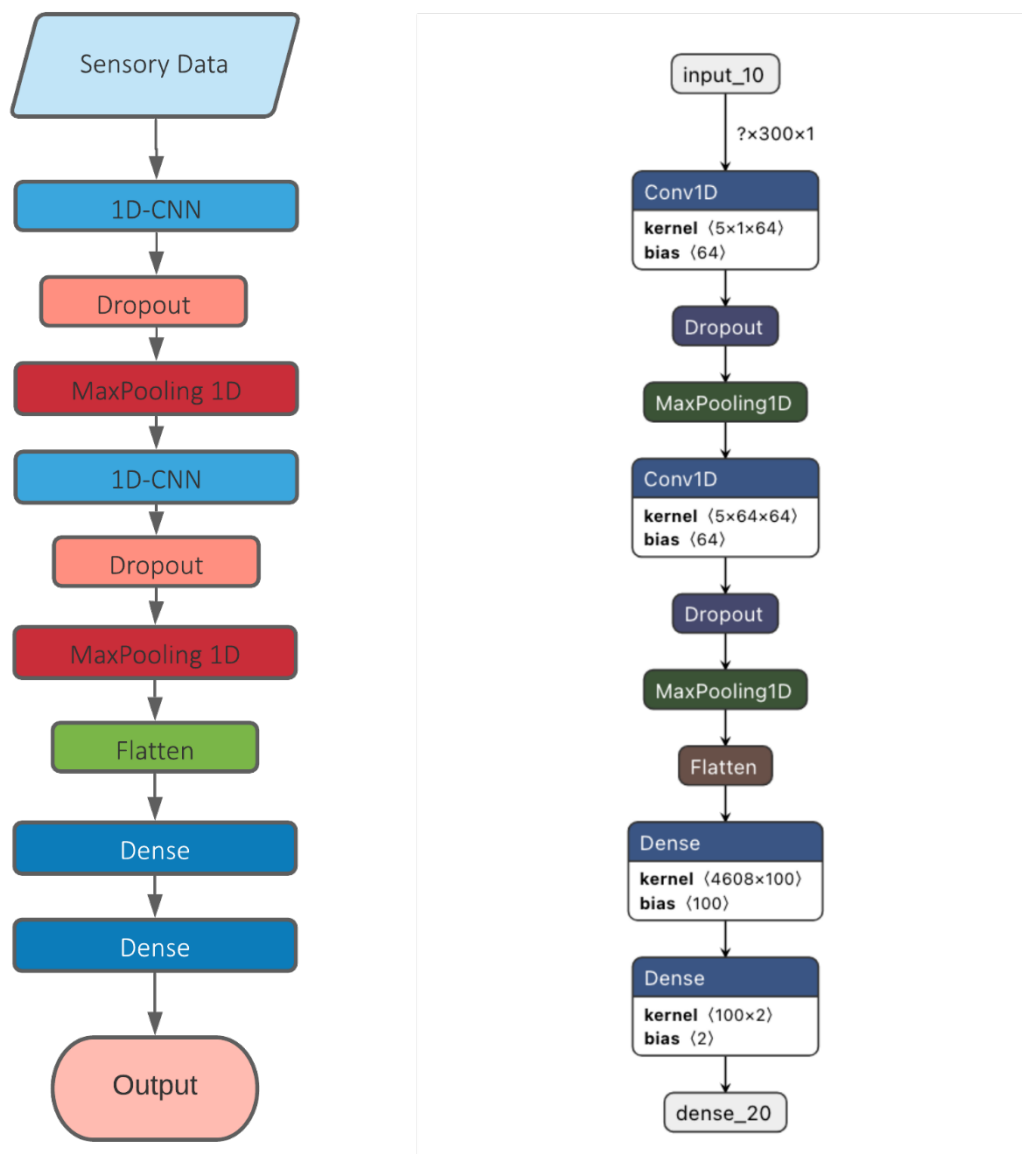 Sensory Data
1D-CNN
Dropout
MaxPooling 1D
1D-CNN
Dropout
MaxPooling 1D
Flatten
Dense
Dense
Output
input_10
?×300×1
Conv1D
kernel ⟨5×1×64⟩
bias ⟨64⟩
Dropout
MaxPooling1D
Conv1D
kernel ⟨5×64×64⟩
bias ⟨64⟩
Dropout
MaxPooling1D
Flatten
Dense
kernel ⟨4608×100⟩
bias ⟨100⟩
Dense
kernel ⟨100×2⟩
bias ⟨2⟩
dense_20